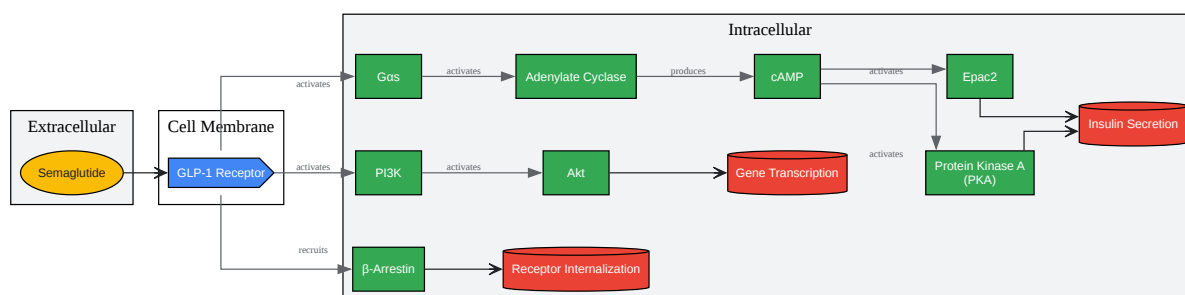 Intracellular
Gαs
activates
Adenylate Cyclase
produces
cAMP
activates
Epac2
activates
Extracellular
Cell Membrane
Insulin Secretion
Semaglutide
GLP-1 Receptor
activates
PI3K
activates
Akt
Gene Transcription
activates
Protein Kinase A
(PKA)
recruits
β-Arrestin
Receptor Internalization